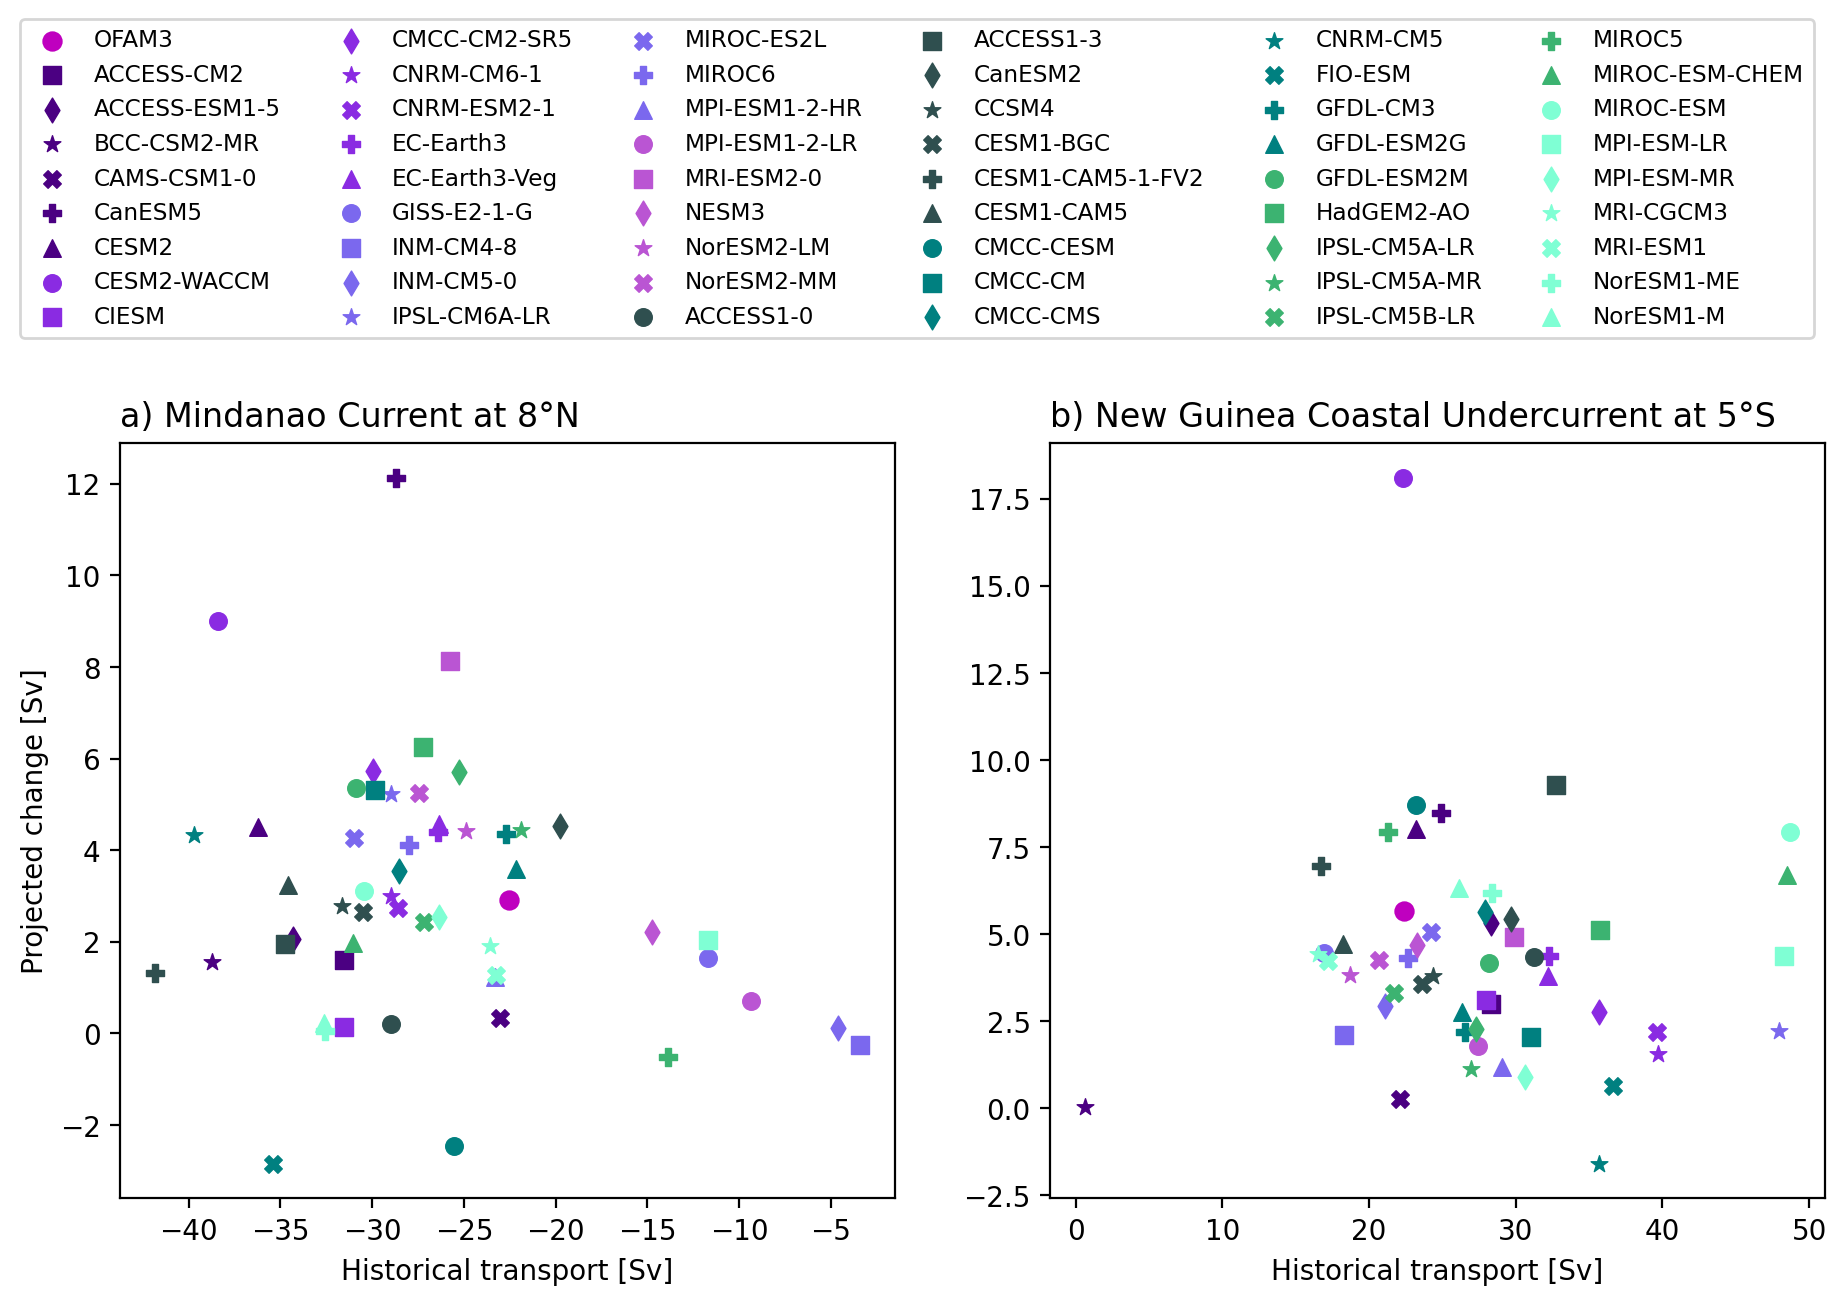 OFAM3
ACCESS-CM2
ACCESS-ESM1-5
BCC-CSM2-MR
CAMS-CSM1-0
CanESM5
CESM2
CESM2-WACCM
CIESM
CMCC-CM2-SR5
CNRM-CM6-1
CNRM-ESM2-1
EC-Earth3
EC-Earth3-Veg
GISS-E2-1-G
INM-CM4-8
INM-CM5-0
IPSL-CM6A-LR
MIROC-ES2L
MIROC6
MPI-ESM1-2-HR
MPI-ESM1-2-LR
MRI-ESM2-0
NESM3
NorESM2-LM
NorESM2-MM
ACCESS1-0
ACCESS1-3
CanESM2
CCSM4
CESM1-BGC
CESM1-CAM5-1-FV2
CESM1-CAM5
CMCC-CESM
CMCC-CM
CMCC-CMS
CNRM-CM5
FIO-ESM
GFDL-CM3
GFDL-ESM2G
GFDL-ESM2M
HadGEM2-AO
IPSL-CM5A-LR
IPSL-CM5A-MR
IPSL-CM5B-LR
MIROC5
MIROC-ESM-CHEM
MIROC-ESM
MPI-ESM-LR
MPI-ESM-MR
MRI-CGCM3
MRI-ESM1
NorESM1-ME
NorESM1-M
a) Mindanao Current at 8°N
Projected change [Sv]
12
10
8
6
4
2
0
−2
−40 −35 −30 −25 −20 −15 −10 −5
Historical transport [Sv]
b) New Guinea Coastal Undercurrent at 5°S
17.5
15.0
12.5
10.0
7.5
5.0
2.5
0.0
−2.5
0 10 20 30 40 50
Historical transport [Sv]